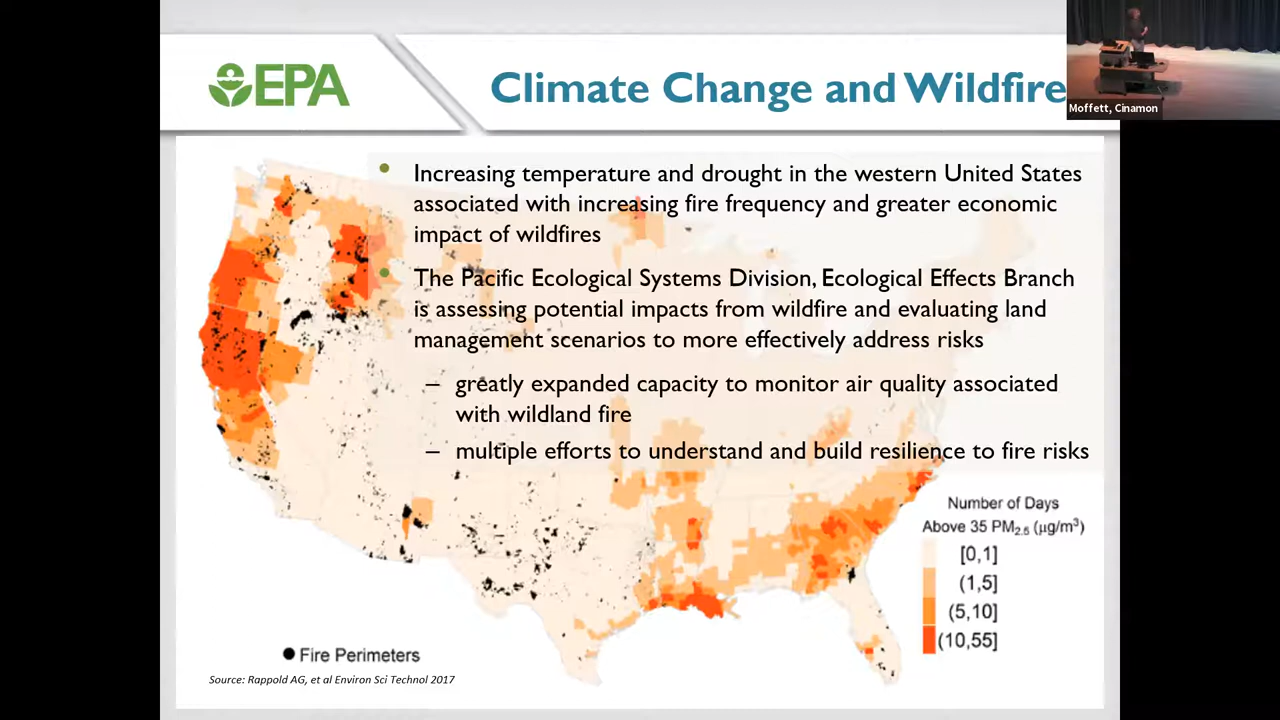 EPA
Climate Change and Wildfire
Moffett, Cinamon
• Increasing temperature and drought in the western United States
associated with increasing fire frequency and greater economic
impact of wildfires
• The Pacific Ecological Systems Division, Ecological Effects Branch
is assessing potential impacts from wildfire and evaluating land
management scenarios to more effectively address risks
– greatly expanded capacity to monitor air quality associated
with wildland fire
– multiple efforts to understand and build resilience to fire risks
Number of Days
Above 35 PM2.5 (µg/m³)
[0,1]
(1,5]
(5,10]
(10,55]
Fire Perimeters
Source: Rappold AG, et al Environ Sci Technol 2017